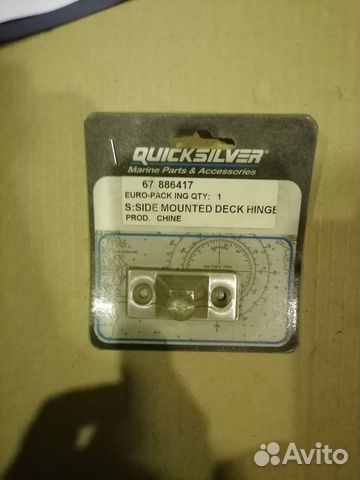 QUICKSILVER
Marine Parts & Accessories
67 886417
EURO-PACK ING QTY: 1
S:SIDE MOUNTED DECK HINGE
PROD. CHINE
Avito